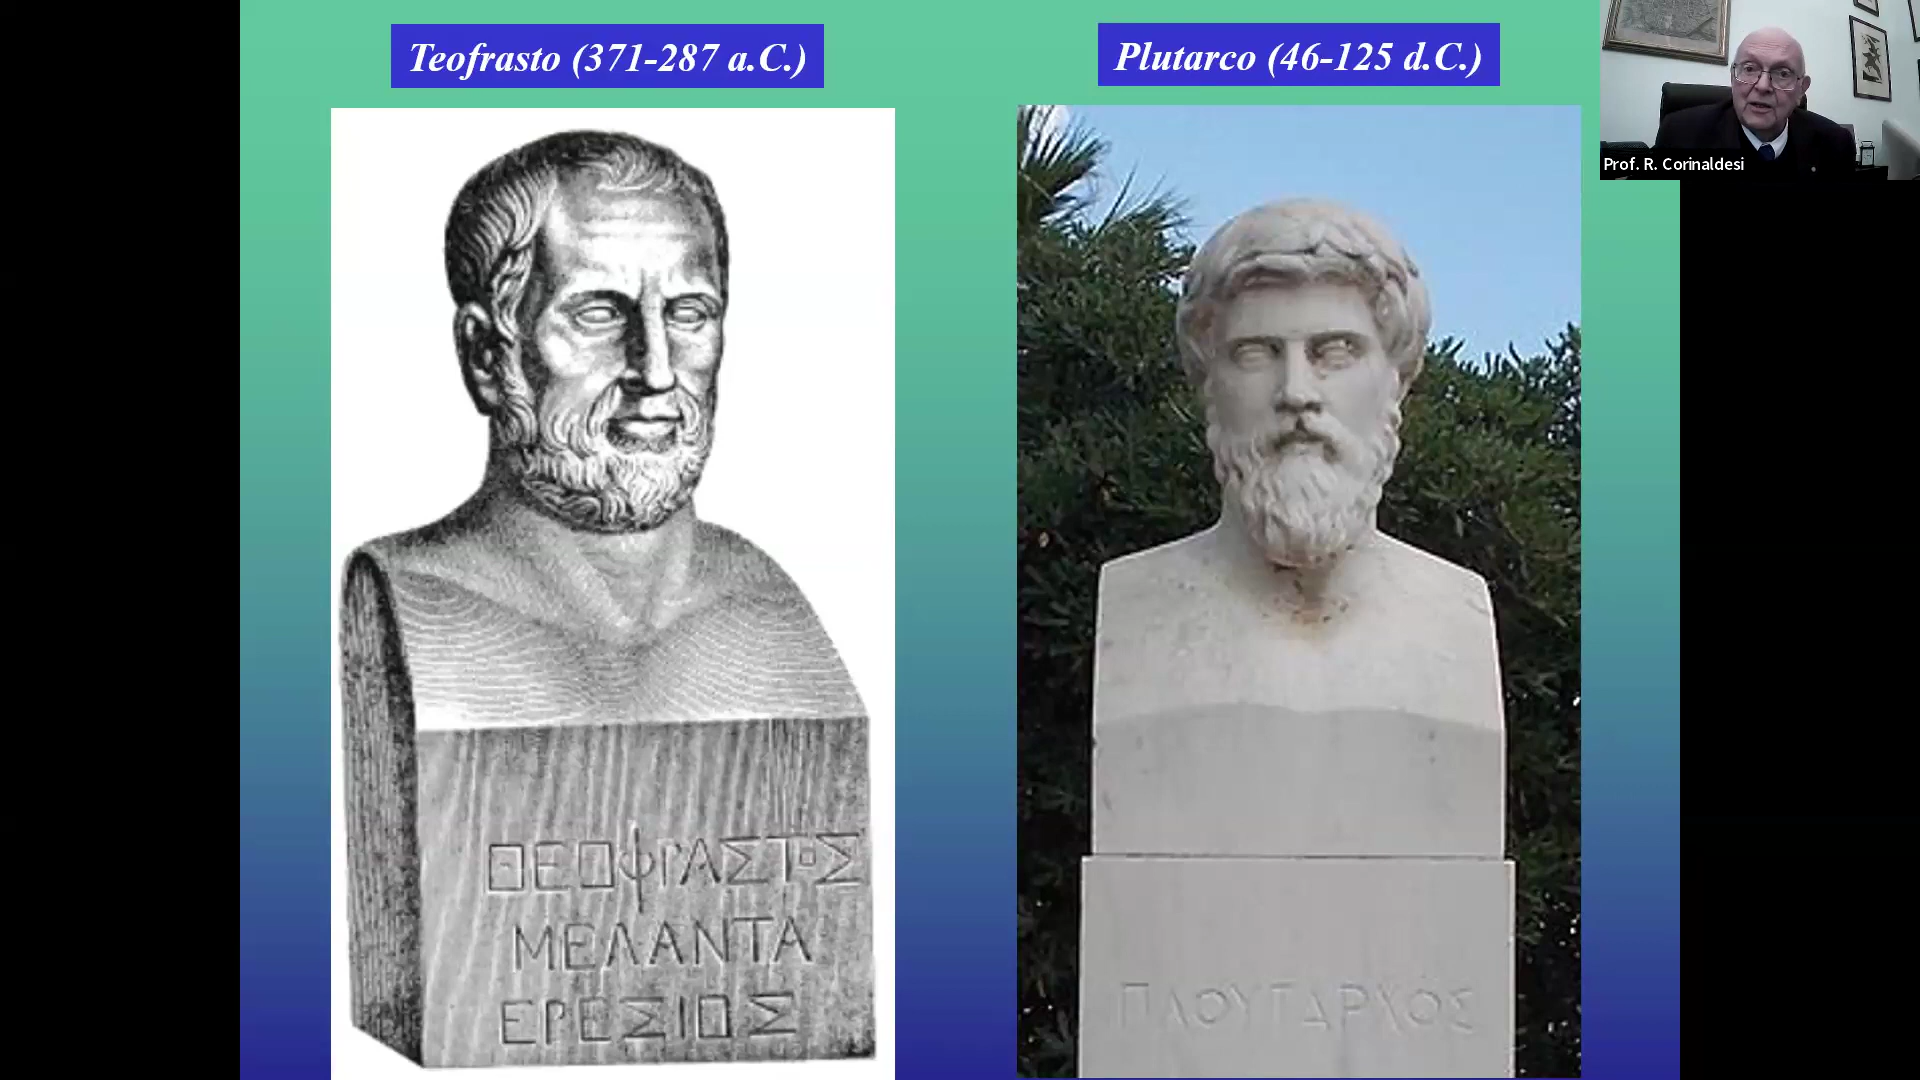 Teofrasto (371-287 a.C.)
Plutarco (46-125 d.C.)
Prof. R. Corinaldesi
ΘΕΟΦΡΑΣΤΟΣ
ΜΕΛΑΝΤΑ
ΕΡΕΣΙΟΣ
ΠΛΟΥΤΑΡΧΟΣ